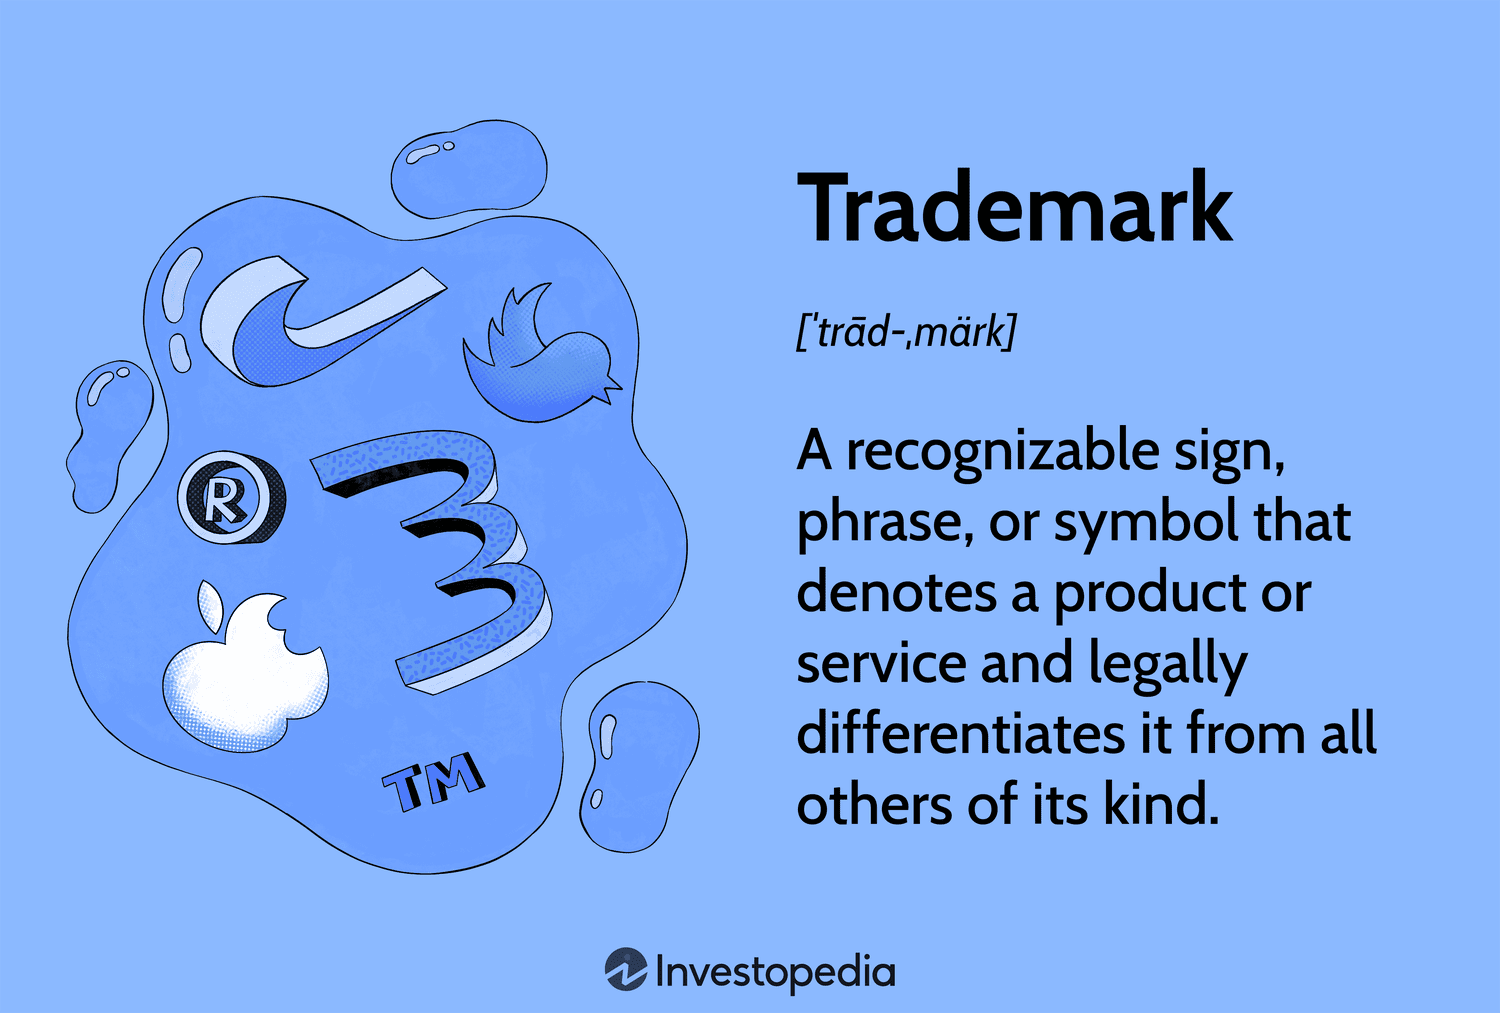 Trademark
[ˈtrād-ˌmärk]
A recognizable sign,
phrase, or symbol that
denotes a product or
service and legally
differentiates it from all
others of its kind.
®
TM
Investopedia